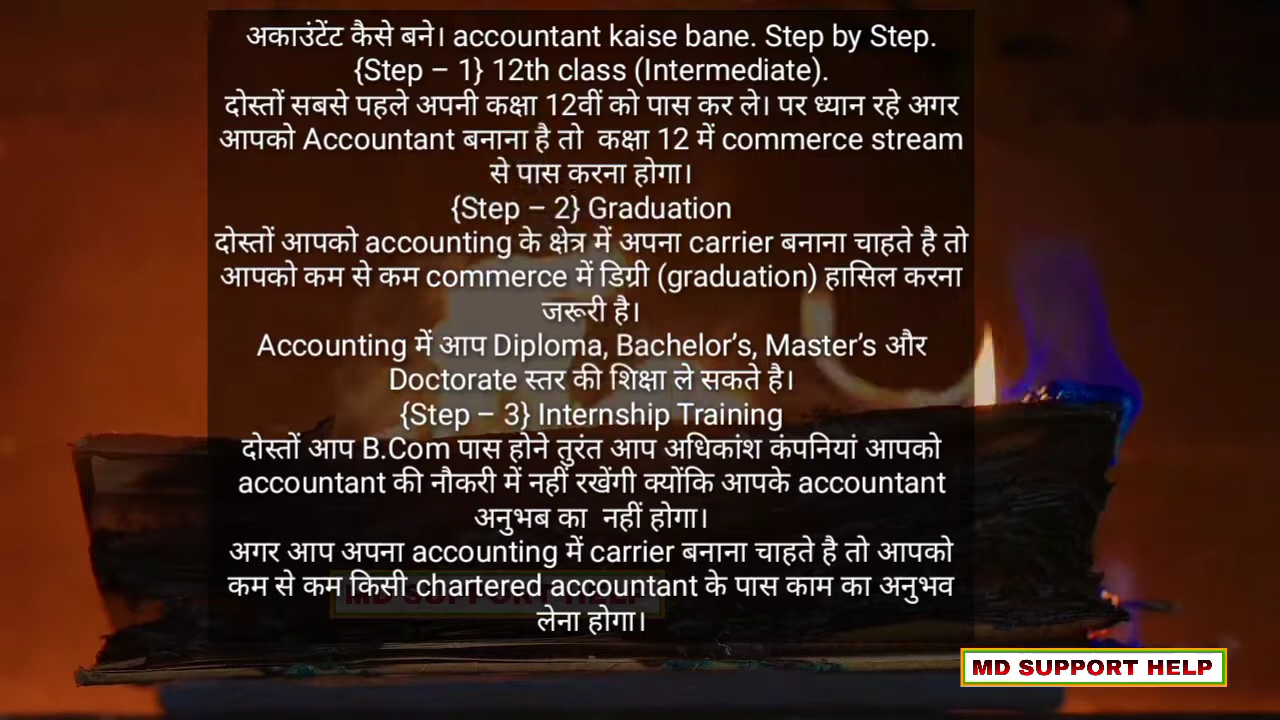 अकाउंटेंट कैसे बने। accountant kaise bane. Step by Step.
{Step – 1} 12th class (Intermediate).
दोस्तों सबसे पहले अपनी कक्षा 12वीं को पास कर ले। पर ध्यान रहे अगर
आपको Accountant बनाना है तो  कक्षा 12 में commerce stream
से पास करना होगा।
{Step – 2} Graduation
दोस्तों आपको accounting के क्षेत्र में अपना carrier बनाना चाहते है तो
आपको कम से कम commerce में डिग्री (graduation) हासिल करना
जरूरी है।
Accounting में आप Diploma, Bachelor’s, Master’s और
Doctorate स्तर की शिक्षा ले सकते है।
{Step – 3} Internship Training
दोस्तों आप B.Com पास होने तुरंत आप अधिकांश कंपनियां आपको
accountant की नौकरी में नहीं रखेंगी क्योंकि आपके accountant
अनुभब का  नहीं होगा।
अगर आप अपना accounting में carrier बनाना चाहते है तो आपको
कम से कम किसी chartered accountant के पास काम का अनुभव
लेना होगा।
MD SUPPORT HELP
MD SUPPORT HELP